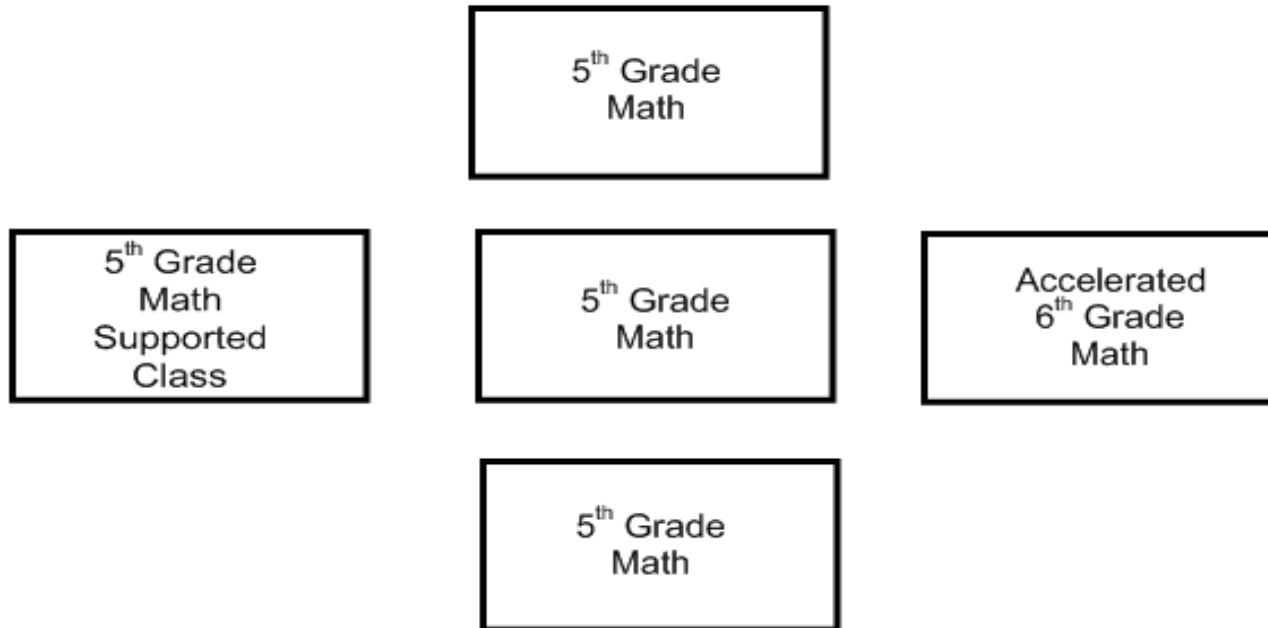 5th Grade
Math
5th Grade
Math
Supported
Class
5th Grade
Math
Accelerated
6th Grade
Math
5th Grade
Math